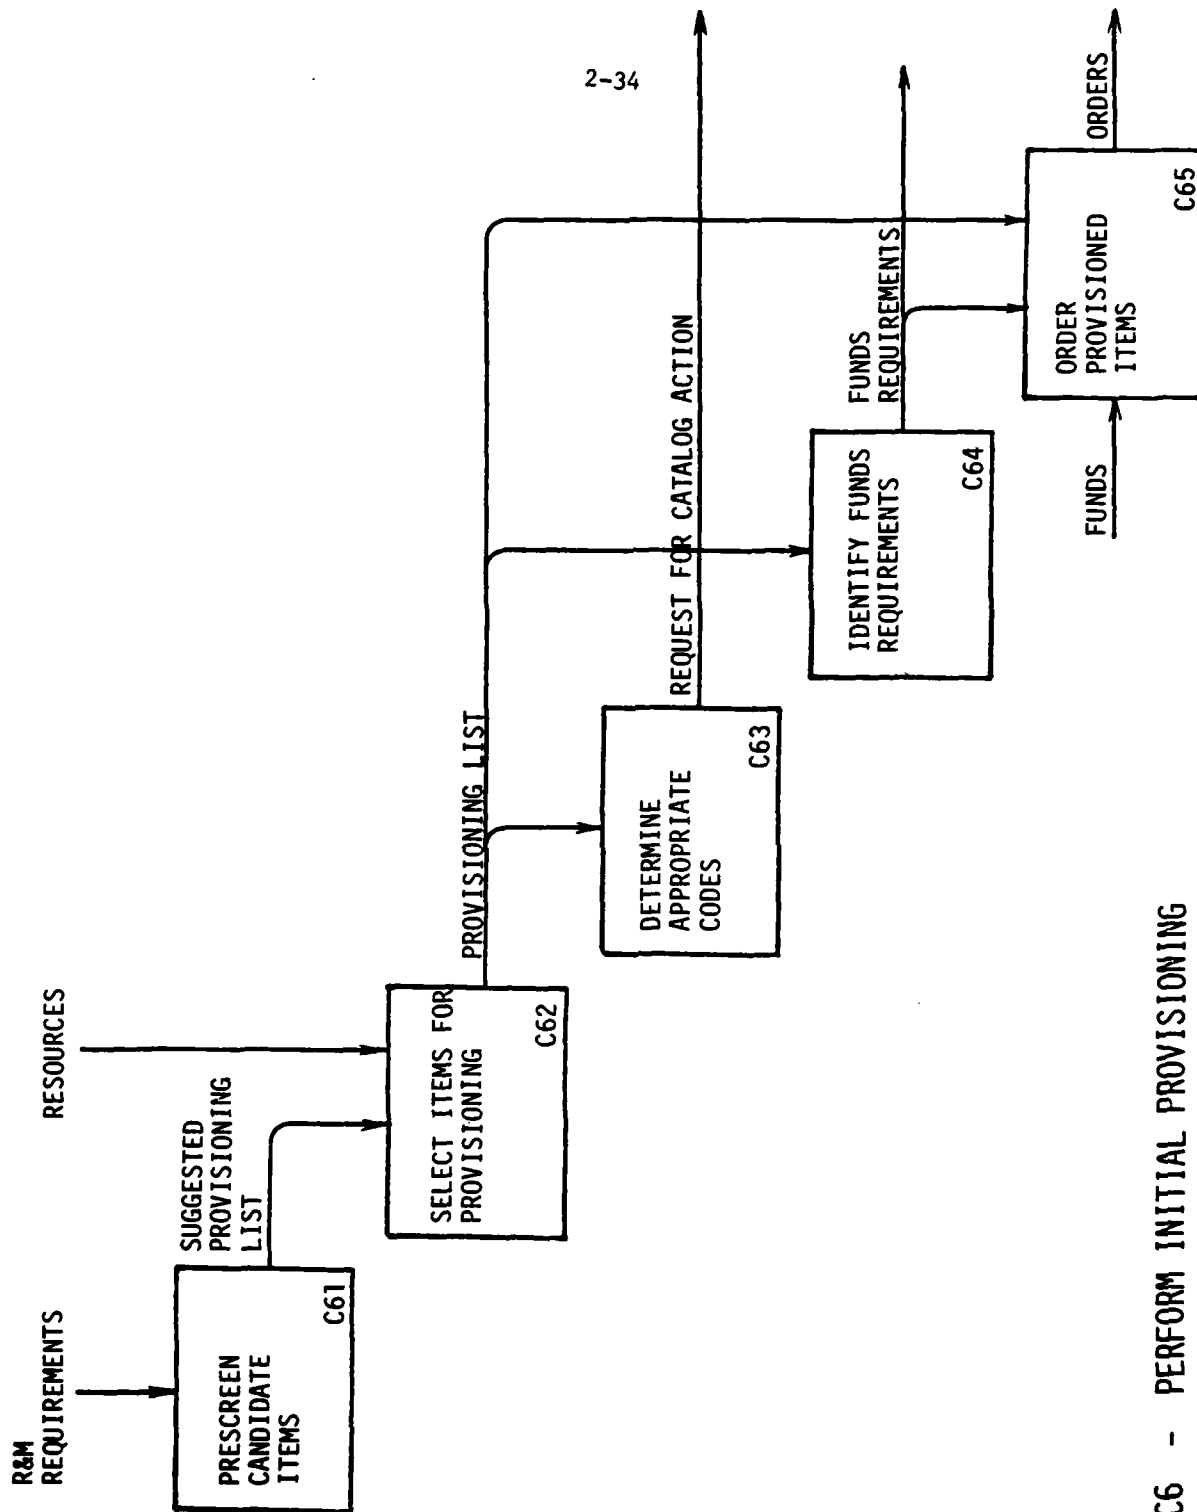 R&M
REQUIREMENTS
RESOURCES
PRESCREEN
CANDIDATE
ITEMS
C61
SUGGESTED
PROVISIONING
LIST
SELECT ITEMS FOR
PROVISIONING
C62
PROVISIONING LIST
DETERMINE
APPROPRIATE
CODES
C63
REQUEST FOR CATALOG ACTION
IDENTIFY FUNDS
REQUIREMENTS
C64
FUNDS
REQUIREMENTS
FUNDS
ORDER
PROVISIONED
ITEMS
C65
ORDERS
C6 - PERFORM INITIAL PROVISIONING
2-34